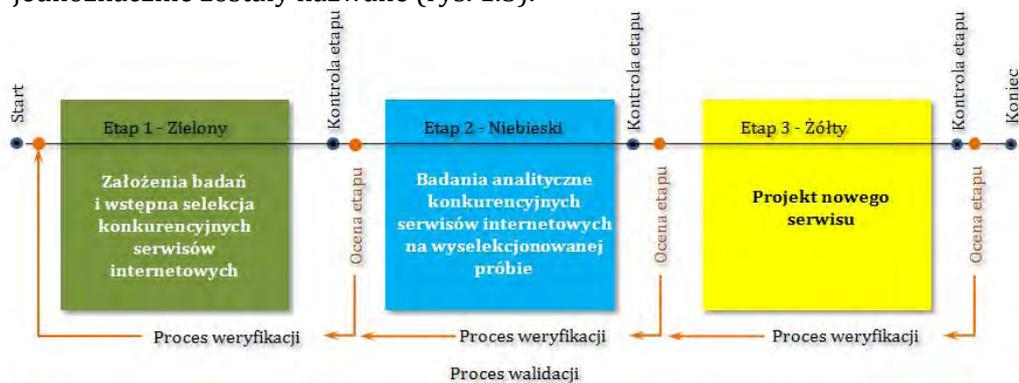 jednoznacznie zostały nazwane (rys. 1.5).
Start
Kontrola etapu
Kontrola etapu
Kontrola etapu
Koniec
Etap 1 - Zielony
Etap 2 - Niebieski
Etap 3 - Żółty
Założenia badań
i wstępna selekcja
konkurencyjnych
serwisów
internetowych
Ocena etapu
Badania analityczne
konkurencyjnych
serwisów internetowych
na wyselekcjonowanej
próbie
Ocena etapu
Projekt nowego
serwisu
Ocena etapu
Proces weryfikacji
Proces weryfikacji
Proces weryfikacji
Proces walidacji